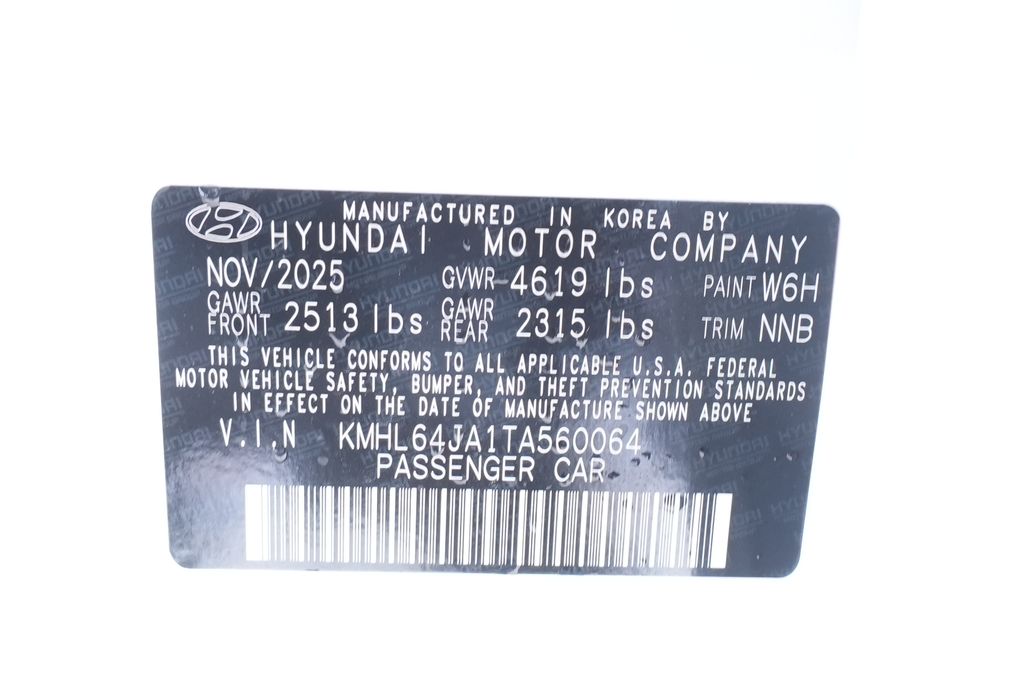 MANUFACTURED IN KOREA BY
HYUNDAI MOTOR COMPANY
NOV/2025 GVWR 4619 lbs PAINT W6H
GAWR FRONT 2513 lbs GAWR REAR 2315 lbs TRIM NNB
THIS VEHICLE CONFORMS TO ALL APPLICABLE U.S.A. FEDERAL
MOTOR VEHICLE SAFETY, BUMPER, AND THEFT PREVENTION STANDARDS
IN EFFECT ON THE DATE OF MANUFACTURE SHOWN ABOVE
V.I.N KMHL64JA1TA560064
PASSENGER CAR